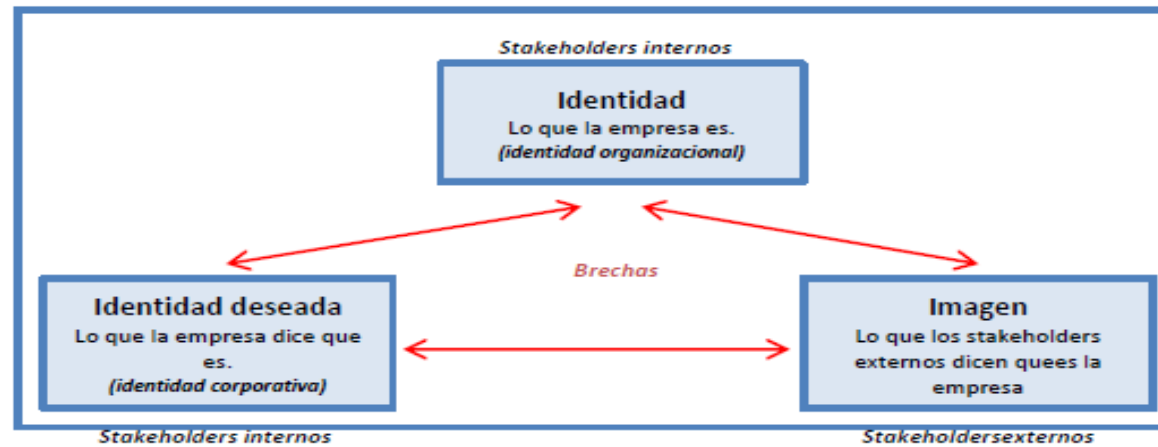 Stakeholders internos
Identidad
Lo que la empresa es.
(identidad organizacional)
Brechas
Identidad deseada
Lo que la empresa dice que
es.
(identidad corporativa)
Stakeholders internos
Imagen
Lo que los stakeholders
externos dicen quees la
empresa
Stakeholdersexternos